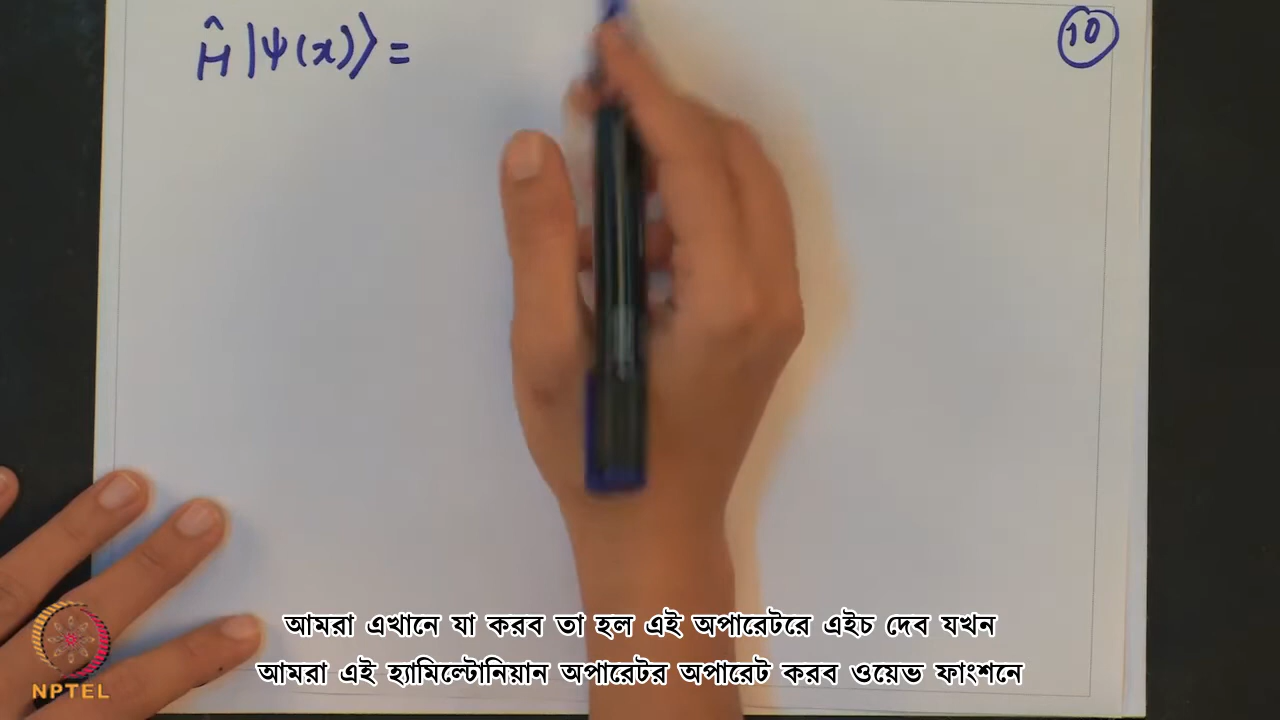 Ĥ |ψ(x)⟩ =
10
আমরা এখানে যা করব তা হল এই অপারেটরে এইচ দেব যখন
আমরা এই হ্যামিল্টোনিয়ান অপারেটর অপারেট করব ওয়েভ ফাংশনে
NPTEL